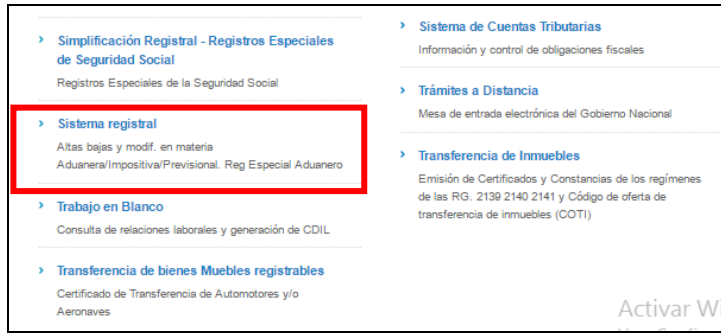 Simplificación Registral - Registros Especiales
de Seguridad Social
Registros Especiales de la Seguridad Social
Sistema registral
Altas bajas y modif. en materia
Aduanera/Impositiva/Previsional. Reg Especial Aduanero
Trabajo en Blanco
Consulta de relaciones laborales y generación de CDIL
Transferencia de bienes Muebles registrables
Certificado de Transferencia de Automotores y/o
Aeronaves
Sistema de Cuentas Tributarias
Información y control de obligaciones fiscales
Trámites a Distancia
Mesa de entrada electrónica del Gobierno Nacional
Transferencia de Inmuebles
Emisión de Certificados y Constancias de los regímenes
de las RG. 2139 2140 2141 y Código de oferta de
transferencia de inmuebles (COTI)
Activar Wi